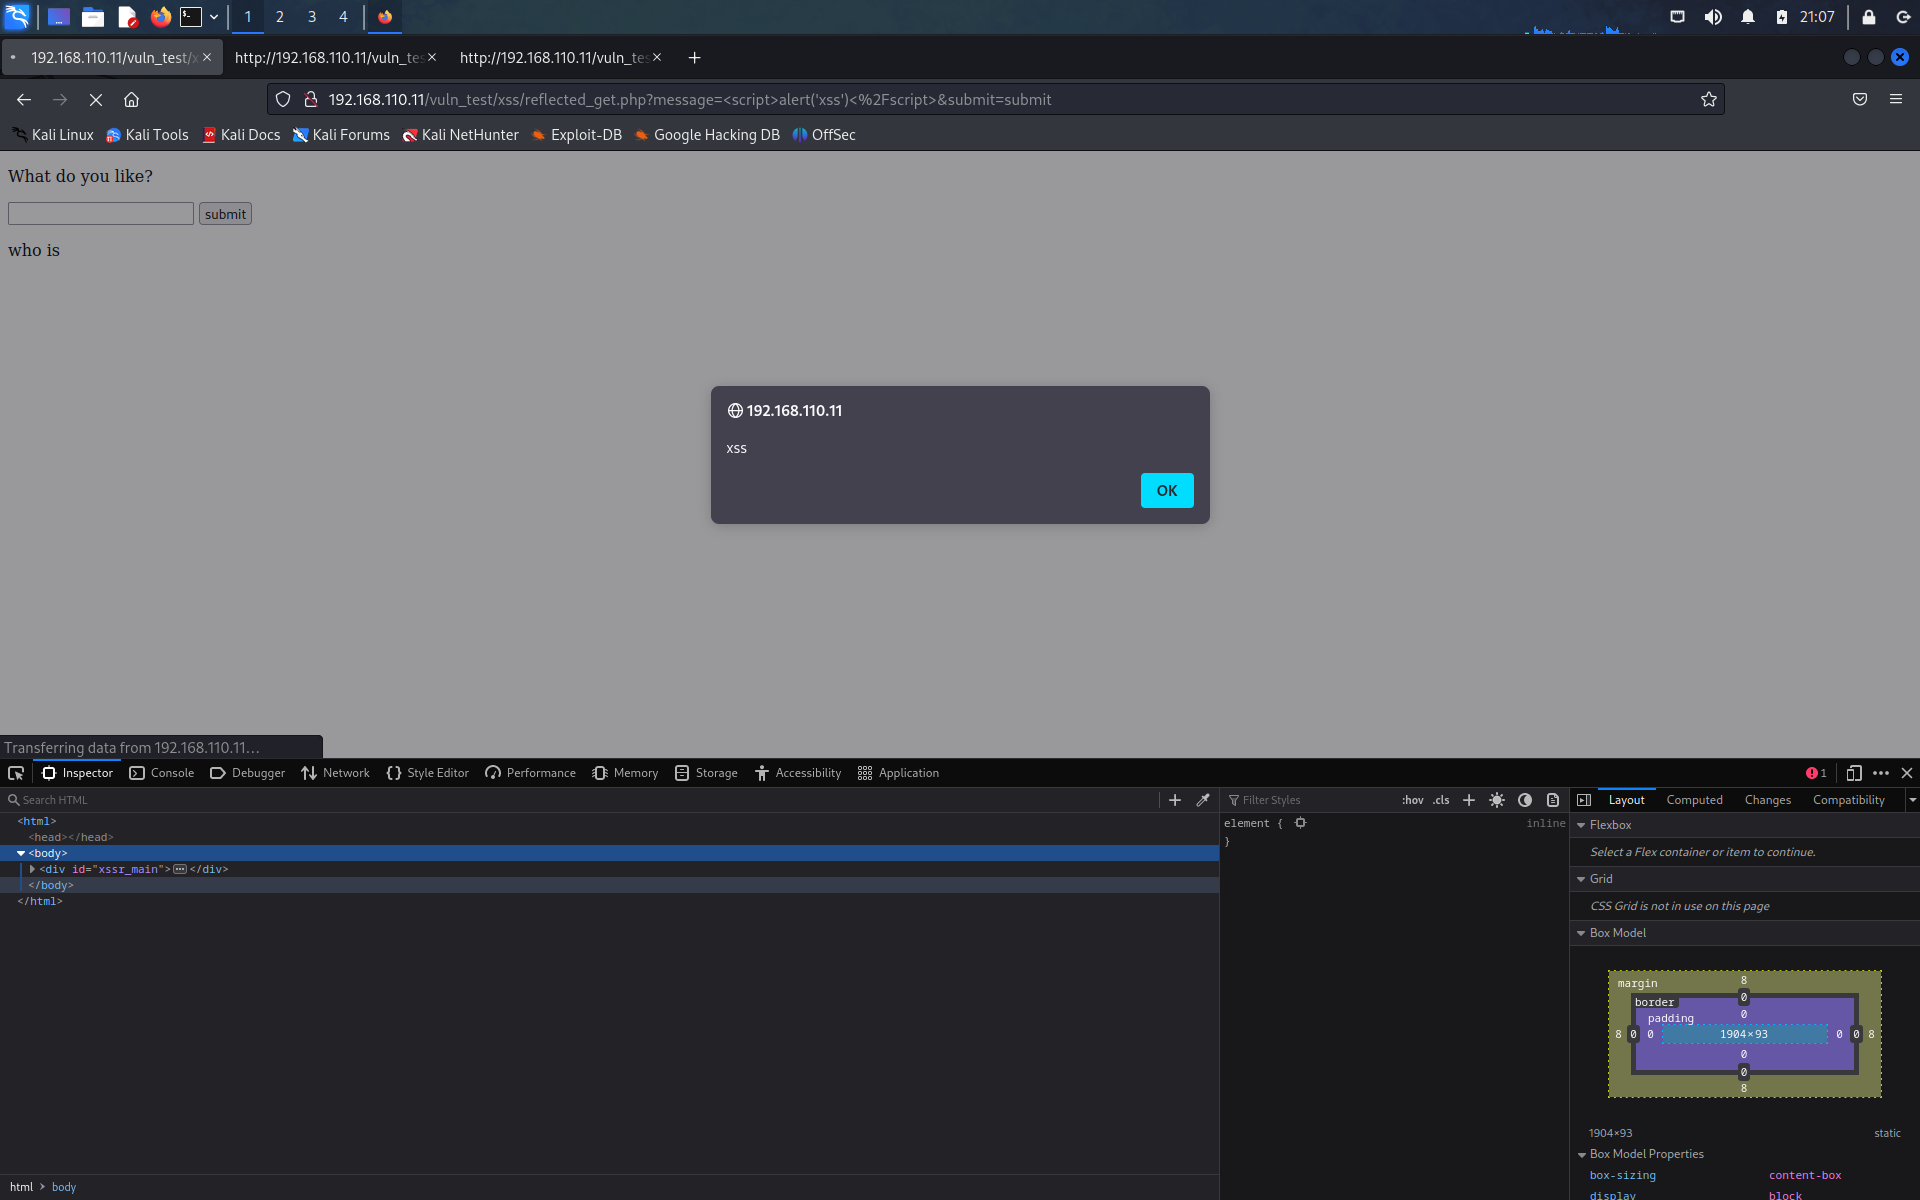 1 2 3 4 21:07
192.168.110.11/vuln_test/x http://192.168.110.11/vuln_tes http://192.168.110.11/vuln_tes
192.168.110.11/vuln_test/xss/reflected_get.php?message=<script>alert('xss')<%2Fscript>&submit=submit
Kali Linux Kali Tools Kali Docs Kali Forums Kali NetHunter Exploit-DB Google Hacking DB OffSec
What do you like?
submit
who is
192.168.110.11
xss
OK
Transferring data from 192.168.110.11...
Inspector Console Debugger Network Style Editor Performance Memory Storage Accessibility Application 1
Search HTML
<html>
<head></head>
<body>
<div id="xssr_main"></div>
</body>
</html>
html > body
Filter Styles :hov .cls
element { inline
}
Layout Computed Changes Compatibility
Flexbox
Select a Flex container or item to continue.
Grid
CSS Grid is not in use on this page
Box Model
margin 8
border 0
padding 0
8 0 0 1904×93 0 0 8
0
0
8
1904×93 static
Box Model Properties
box-sizing content-box
display block